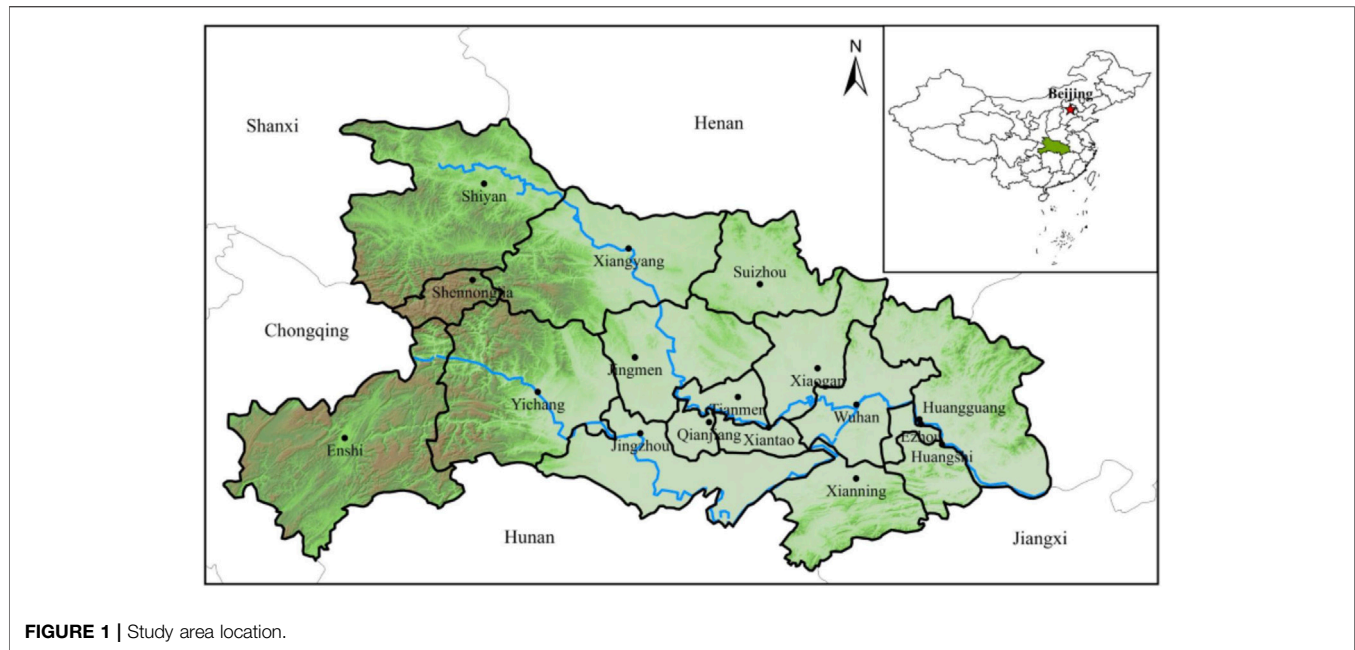 N
Beijing
Shanxi
Henan
Shiyan
Xiangyang
Suizhou
Shennongjia
Chongqing
Jingmen
Xiaogan
Yichang
Tianmen
Wuhan
Huangguang
Enshi
Jingzhou
Qianjiang
Xiantao
Ezhou
Huangshi
Xianning
Hunan
Jiangxi
FIGURE 1 | Study area location.